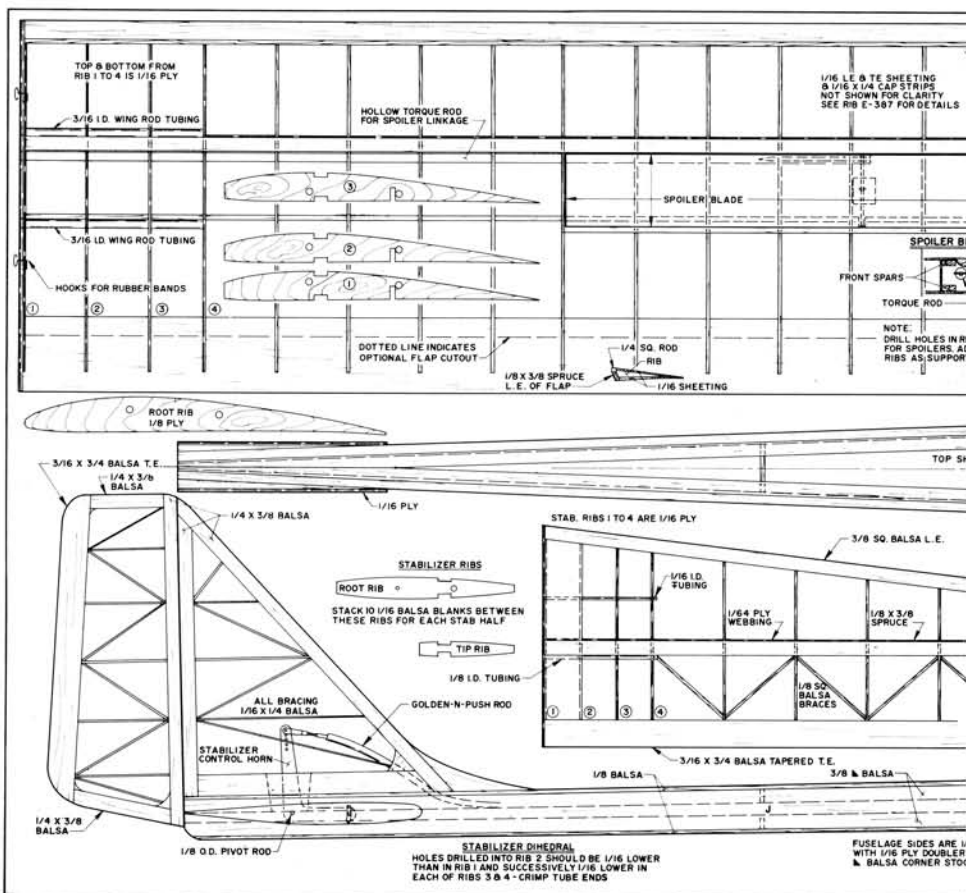 TOP & BOTTOM FROM
RIB 1 TO 4 IS 1/16 PLY
3/16 I.D. WING ROD TUBING
HOLLOW TORQUE ROD
FOR SPOILER LINKAGE
1/16 LE & TE SHEETING
& 1/16 X 1/4 CAP STRIPS
NOT SHOWN FOR CLARITY
SEE RIB E-387 FOR DETAILS
3
SPOILER BLADE
3/16 I.D. WING ROD TUBING
2
HOOKS FOR RUBBER BANDS
1
1 2 3 4
SPOILER B
FRONT SPARS
TORQUE ROD
NOTE:
DRILL HOLES IN R
FOR SPOILERS. AD
RIBS AS SUPPOR
DOTTED LINE INDICATES
OPTIONAL FLAP CUTOUT
1/4 SQ. ROD
RIB
1/8 X 3/8 SPRUCE
L.E. OF FLAP
1/16 SHEETING
ROOT RIB
1/8 PLY
3/16 X 3/4 BALSA T.E.
1/4 X 3/8
BALSA
TOP SH
1/16 PLY
1/4 X 3/8 BALSA
STAB. RIBS 1 TO 4 ARE 1/16 PLY
3/8 SQ. BALSA L.E.
STABILIZER RIBS
ROOT RIB
STACK 10 1/16 BALSA BLANKS BETWEEN
THESE RIBS FOR EACH STAB HALF
TIP RIB
1/16 I.D.
TUBING
1/64 PLY
WEBBING
1/8 X 3/8
SPRUCE
1/8 I.D. TUBING
1/8 SQ.
BALSA
BRACES
1 2 3 4
ALL BRACING
1/16 X 1/4 BALSA
GOLDEN-N-PUSH ROD
STABILIZER
CONTROL HORN
3/16 X 3/4 BALSA TAPERED T.E.
1/8 BALSA
3/8 BALSA
J
1/4 X 3/8
BALSA
1/8 O.D. PIVOT ROD
1/8 BALSA
STABILIZER DIHEDRAL
HOLES DRILLED INTO RIB 2 SHOULD BE 1/16 LOWER
THAN IN RIB 1 AND SUCCESSIVELY 1/16 LOWER IN
EACH OF RIBS 3 & 4 - CRIMP TUBE ENDS
FUSELAGE SIDES ARE 1/
WITH 1/16 PLY DOUBLER
BALSA CORNER STOC